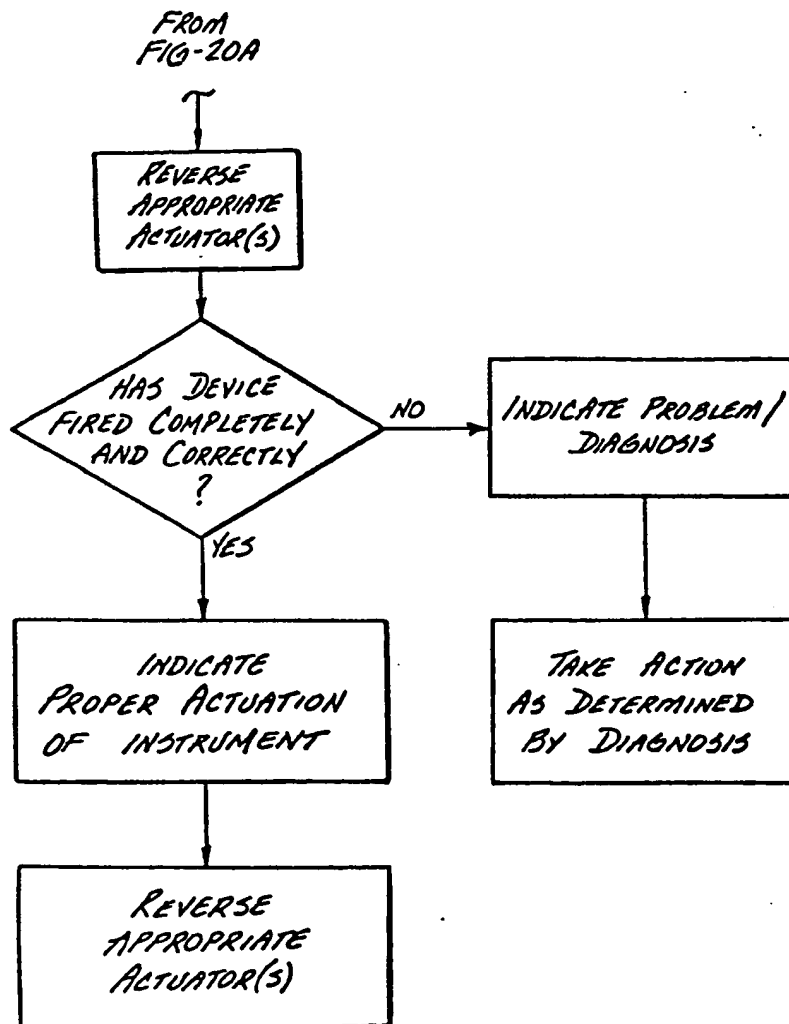 FROM
FIG-20A
REVERSE
APPROPRIATE
ACTUATOR(S)
HAS DEVICE
FIRED COMPLETELY
AND CORRECTLY
?
NO
INDICATE PROBLEM/
DIAGNOSIS
YES
INDICATE
PROPER ACTUATION
OF INSTRUMENT
TAKE ACTION
AS DETERMINED
BY DIAGNOSIS
REVERSE
APPROPRIATE
ACTUATOR(S)